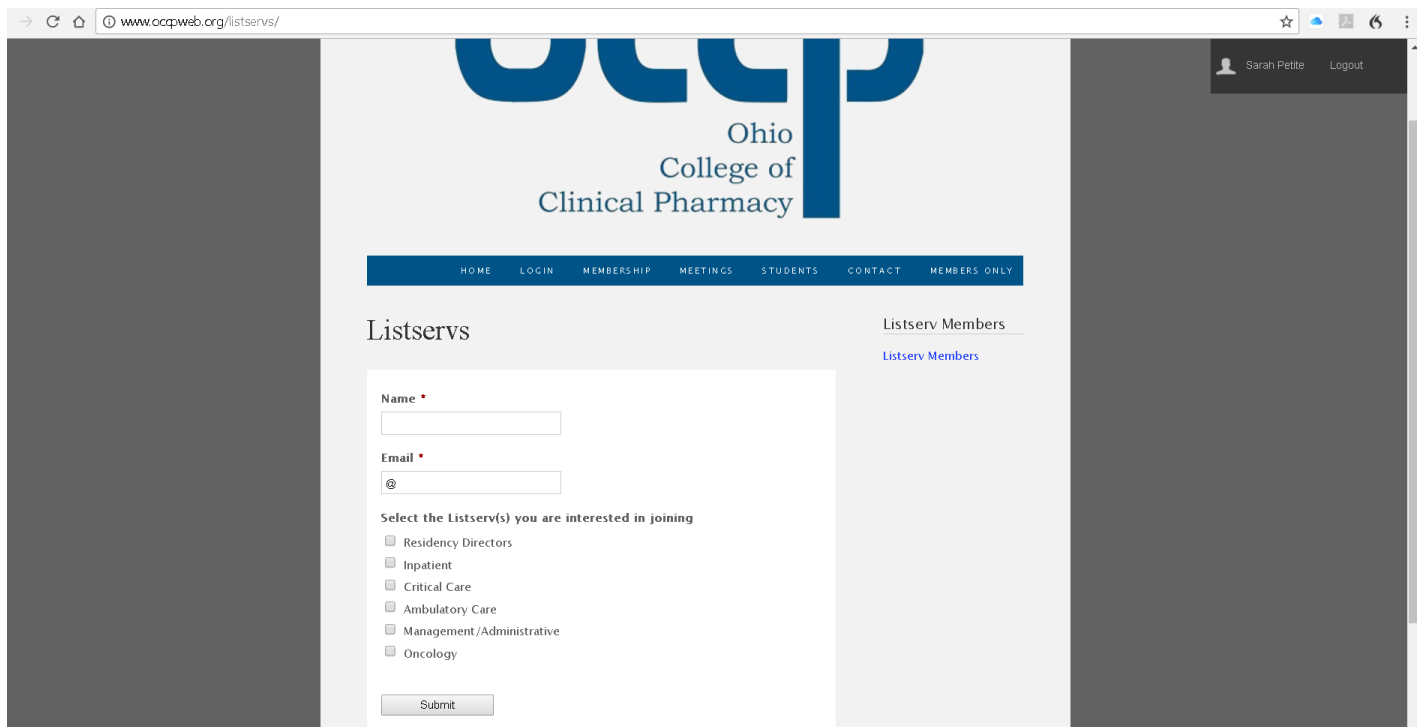 www.occpweb.org/listservs/
Sarah Petite Logout
occp
Ohio
College of
Clinical Pharmacy
HOME LOGIN MEMBERSHIP MEETINGS STUDENTS CONTACT MEMBERS ONLY
Listservs
Listserv Members
Listserv Members
Name *
Email *
@
Select the Listserv(s) you are interested in joining
Residency Directors
Inpatient
Critical Care
Ambulatory Care
Management/Administrative
Oncology
Submit